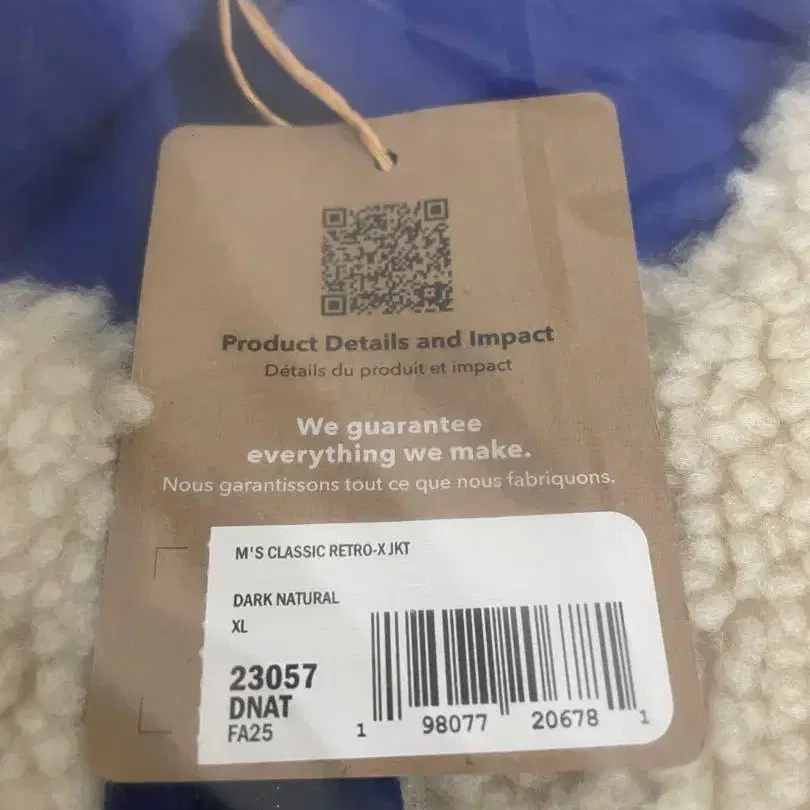 Product Details and Impact
Détails du produit et impact
We guarantee
everything we make.
Nous garantissons tout ce que nous fabriquons.
M'S CLASSIC RETRO-X JKT
DARK NATURAL
XL
23057
DNAT
FA25
1 98077 20678 1